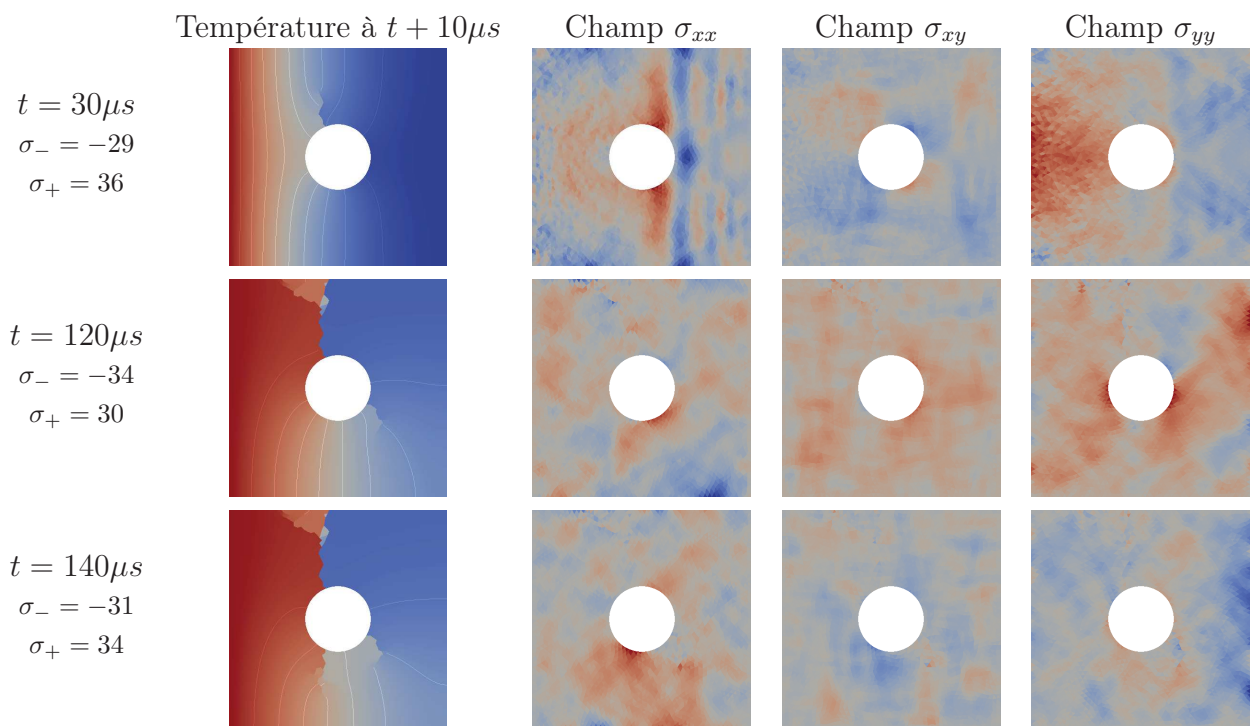 Température à t + 10µs Champ σxx Champ σxy Champ σyy
t = 30µs
σ− = −29
σ+ = 36
t = 120µs
σ− = −34
σ+ = 30
t = 140µs
σ− = −31
σ+ = 34